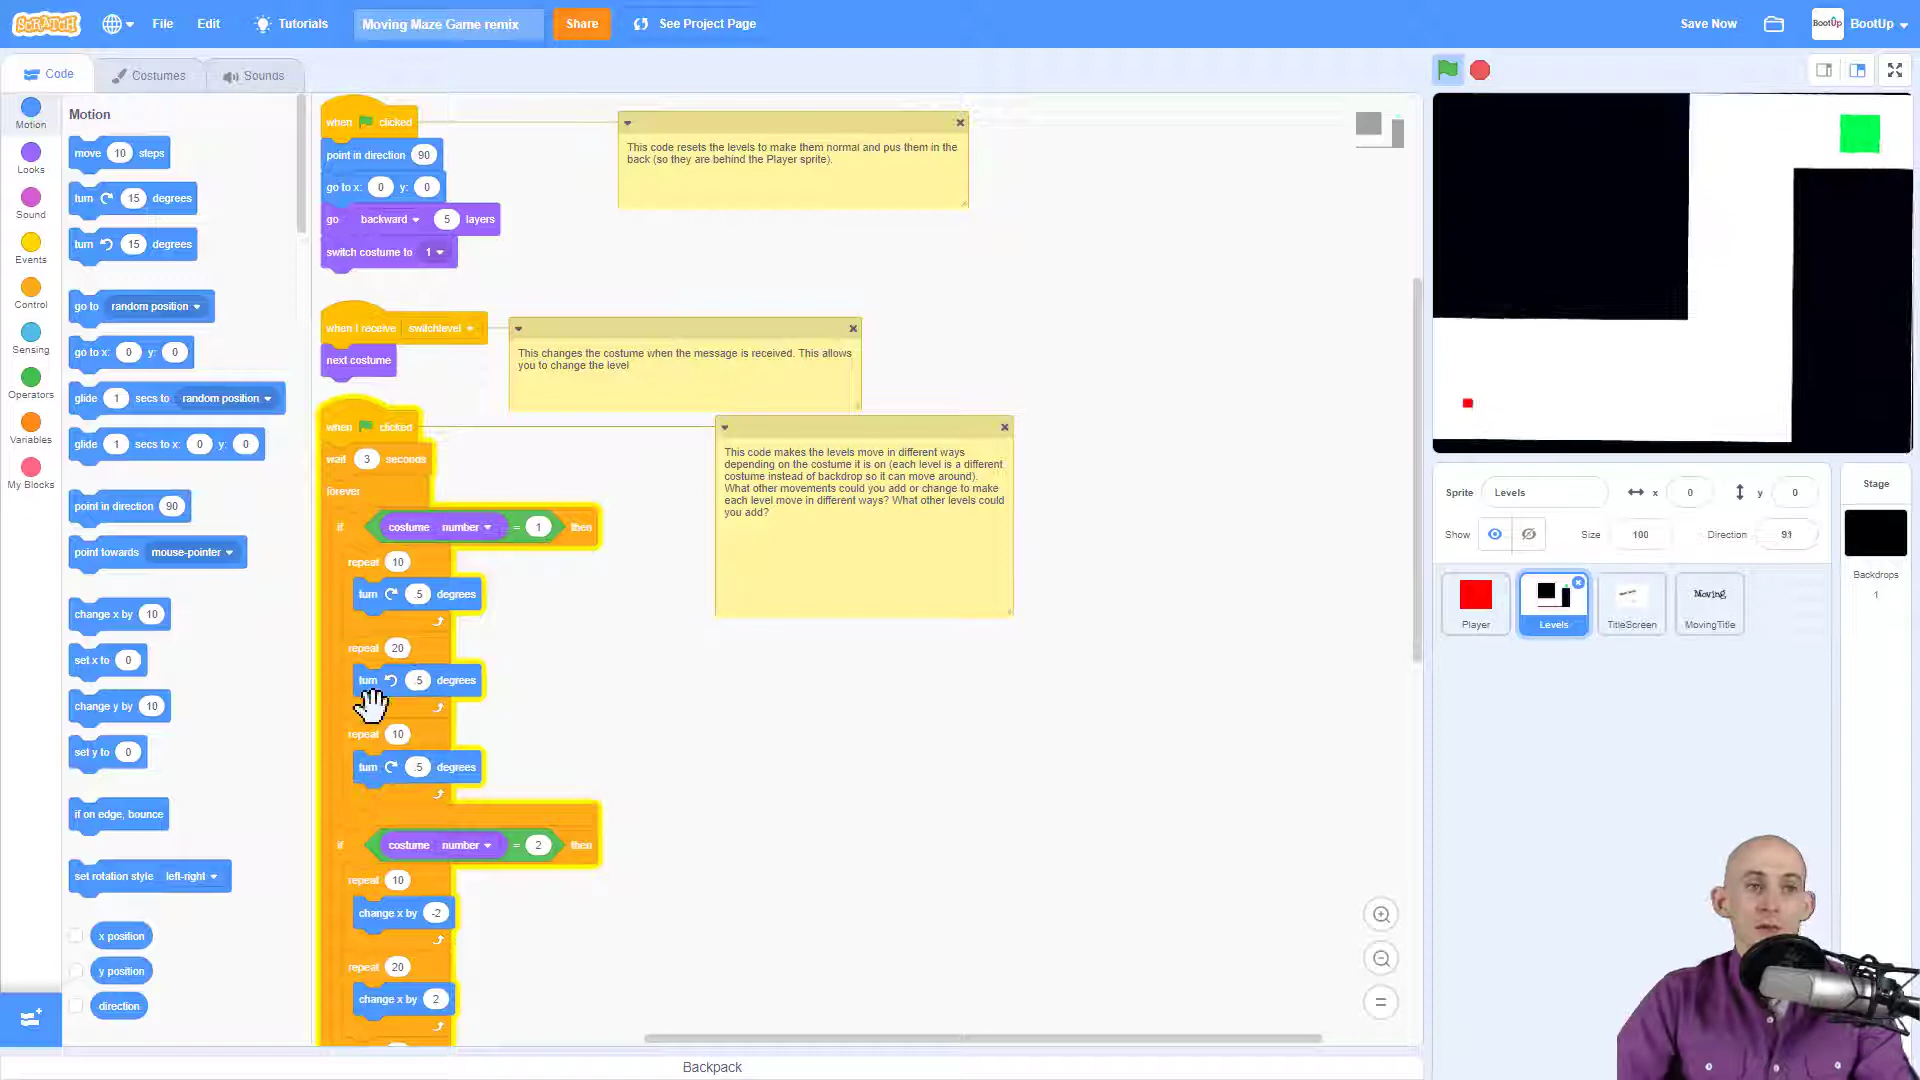 SCRATCH
File
Edit
Tutorials
Moving Maze Game remix
Share
See Project Page
Save Now
BootUp
BootUp
Code
Costumes
Sounds
Motion
Looks
Sound
Events
Control
Sensing
Operators
Variables
My Blocks
Motion
move 10 steps
turn 15 degrees
turn 15 degrees
go to random position
go to x: 0 y: 0
glide 1 secs to random position
glide 1 secs to x: 0 y: 0
point in direction 90
point towards mouse-pointer
change x by 10
set x to 0
change y by 10
set y to 0
if on edge, bounce
set rotation style left-right
x position
y position
direction
when clicked
point in direction 90
go to x: 0 y: 0
go backward 5 layers
switch costume to 1
This code resets the levels to make them normal and pus them in the
back (so they are behind the Player sprite).
when I receive switchlevel
next costume
This changes the costume when the message is received. This allows
you to change the level
when clicked
wait 3 seconds
forever
if costume number = 1 then
repeat 10
turn .5 degrees
repeat 20
turn .5 degrees
repeat 10
turn .5 degrees
if costume number = 2 then
repeat 10
change x by -2
repeat 20
change x by 2
This code makes the levels move in different ways
depending on the costume it is on (each level is a different
costume instead of backdrop so it can move around).
What other movements could you add or change to make
each level move in different ways? What other levels could
you add?
Sprite Levels x 0 y 0
Show Size 100 Direction 91
Player
Levels
TitleScreen
Moving
MovingTitle
Stage
Backdrops
1
Backpack